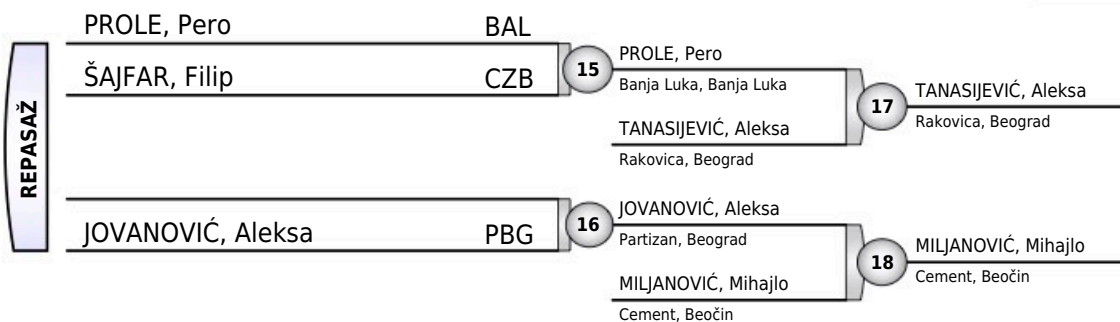 PROLE, Pero BAL
ŠAJFAR, Filip CZB
15
PROLE, Pero
Banja Luka, Banja Luka
TANASIJEVIĆ, Aleksa
Rakovica, Beograd
17
TANASIJEVIĆ, Aleksa
Rakovica, Beograd
REPASAŽ
JOVANOVIĆ, Aleksa PBG
16
JOVANOVIĆ, Aleksa
Partizan, Beograd
MILJANOVIĆ, Mihajlo
Cement, Beočin
18
MILJANOVIĆ, Mihajlo
Cement, Beočin